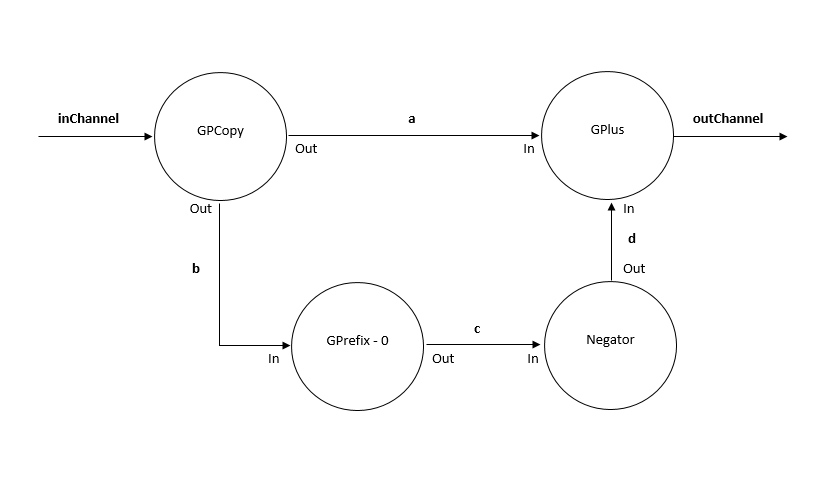 inChannel
a
outChannel
GPCopy
GPlus
Out
In
Out
In
b
d
Out
c
GPrefix - 0
Negator
In
Out
In